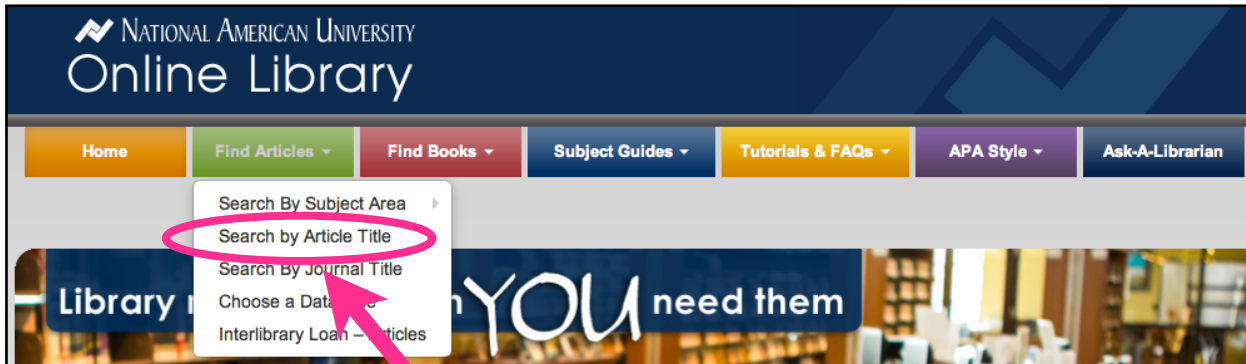 NATIONAL AMERICAN UNIVERSITY
Online Library
Home Find Articles Find Books Subject Guides Tutorials & FAQs APA Style Ask-A-Librarian
Search By Subject Area
Search by Article Title
Search By Journal Title
Choose a
Interlibrary Loan –
Library YOU need them